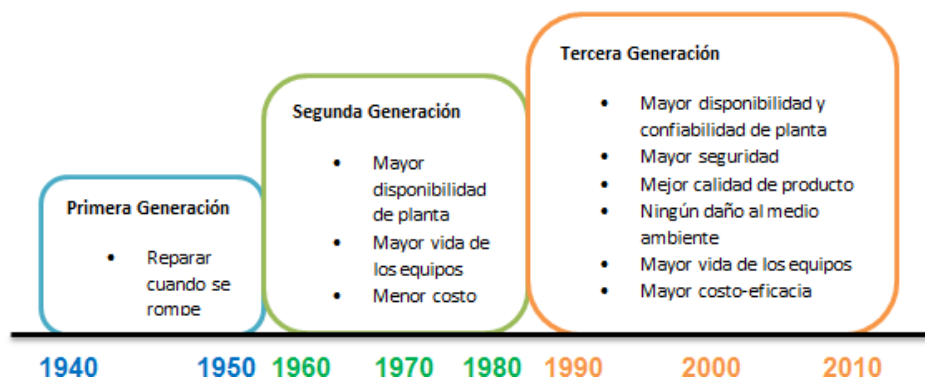 Primera Generación
• Reparar
cuando se
rompe
Segunda Generación
• Mayor
disponibilidad
de planta
• Mayor vida de
los equipos
• Menor costo
Tercera Generación
• Mayor disponibilidad y
confiabilidad de planta
• Mayor seguridad
• Mejor calidad de producto
• Ningún daño al medio
ambiente
• Mayor vida de los equipos
• Mayor costo-eficacia
1940 1950 1960 1970 1980 1990 2000 2010